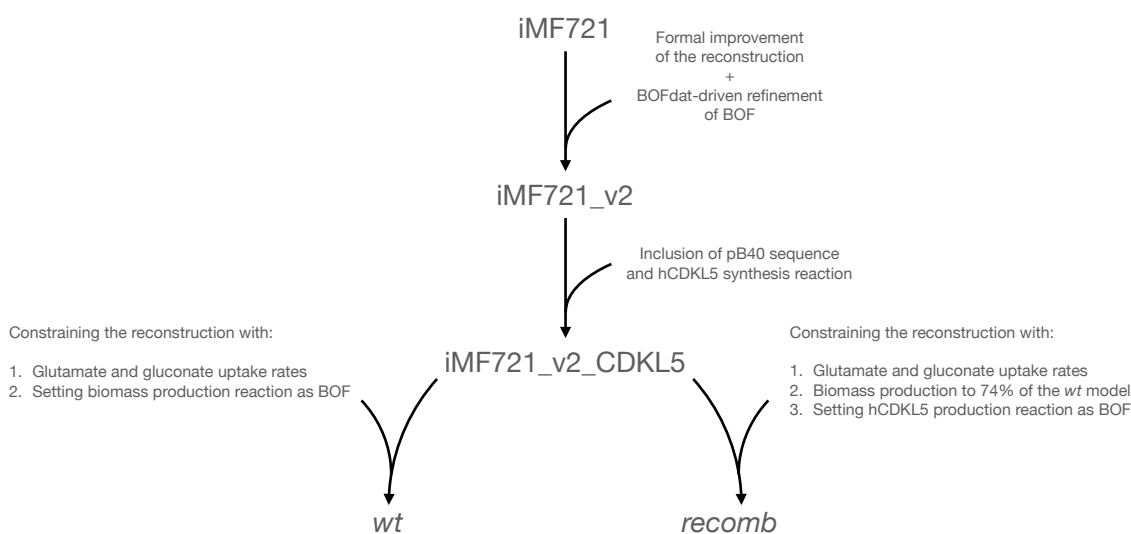 iMF721
Formal improvement
of the reconstruction
+
BOFdat-driven refinement
of BOF
iMF721_v2
Inclusion of pB40 sequence
and hCDKL5 synthesis reaction
Constraining the reconstruction with:
1. Glutamate and gluconate uptake rates
2. Setting biomass production reaction as BOF
iMF721_v2_CDKL5
Constraining the reconstruction with:
1. Glutamate and gluconate uptake rates
2. Biomass production to 74% of the wt model
3. Setting hCDKL5 production reaction as BOF
wt
recomb